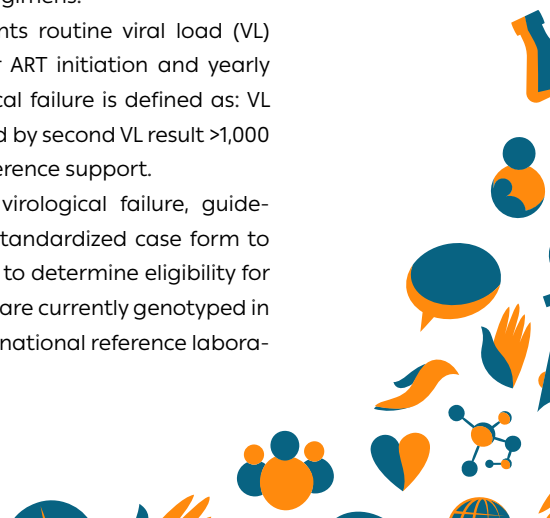 nts routine viral load (VL)
ART initiation and yearly
cal failure is defined as: VL
d by second VL result >1,000
erence support.
virological failure, guide-
tandardized case form to
to determine eligibility for
are currently genotyped in
national reference labora-